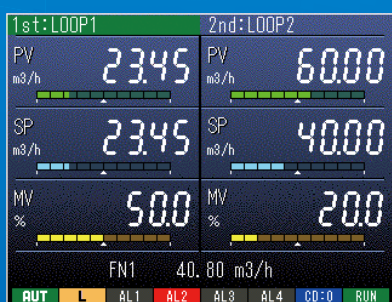 1st:LOOP1 2nd:LOOP2
PV 23.45 PV 60.00
m3/h m3/h
SP 23.45 SP 40.00
m3/h m3/h
MV 50.0 MV 20.0
% %
FN1 40.80 m3/h
AUT L AL1 AL2 AL3 AL4 CD:0 RUN